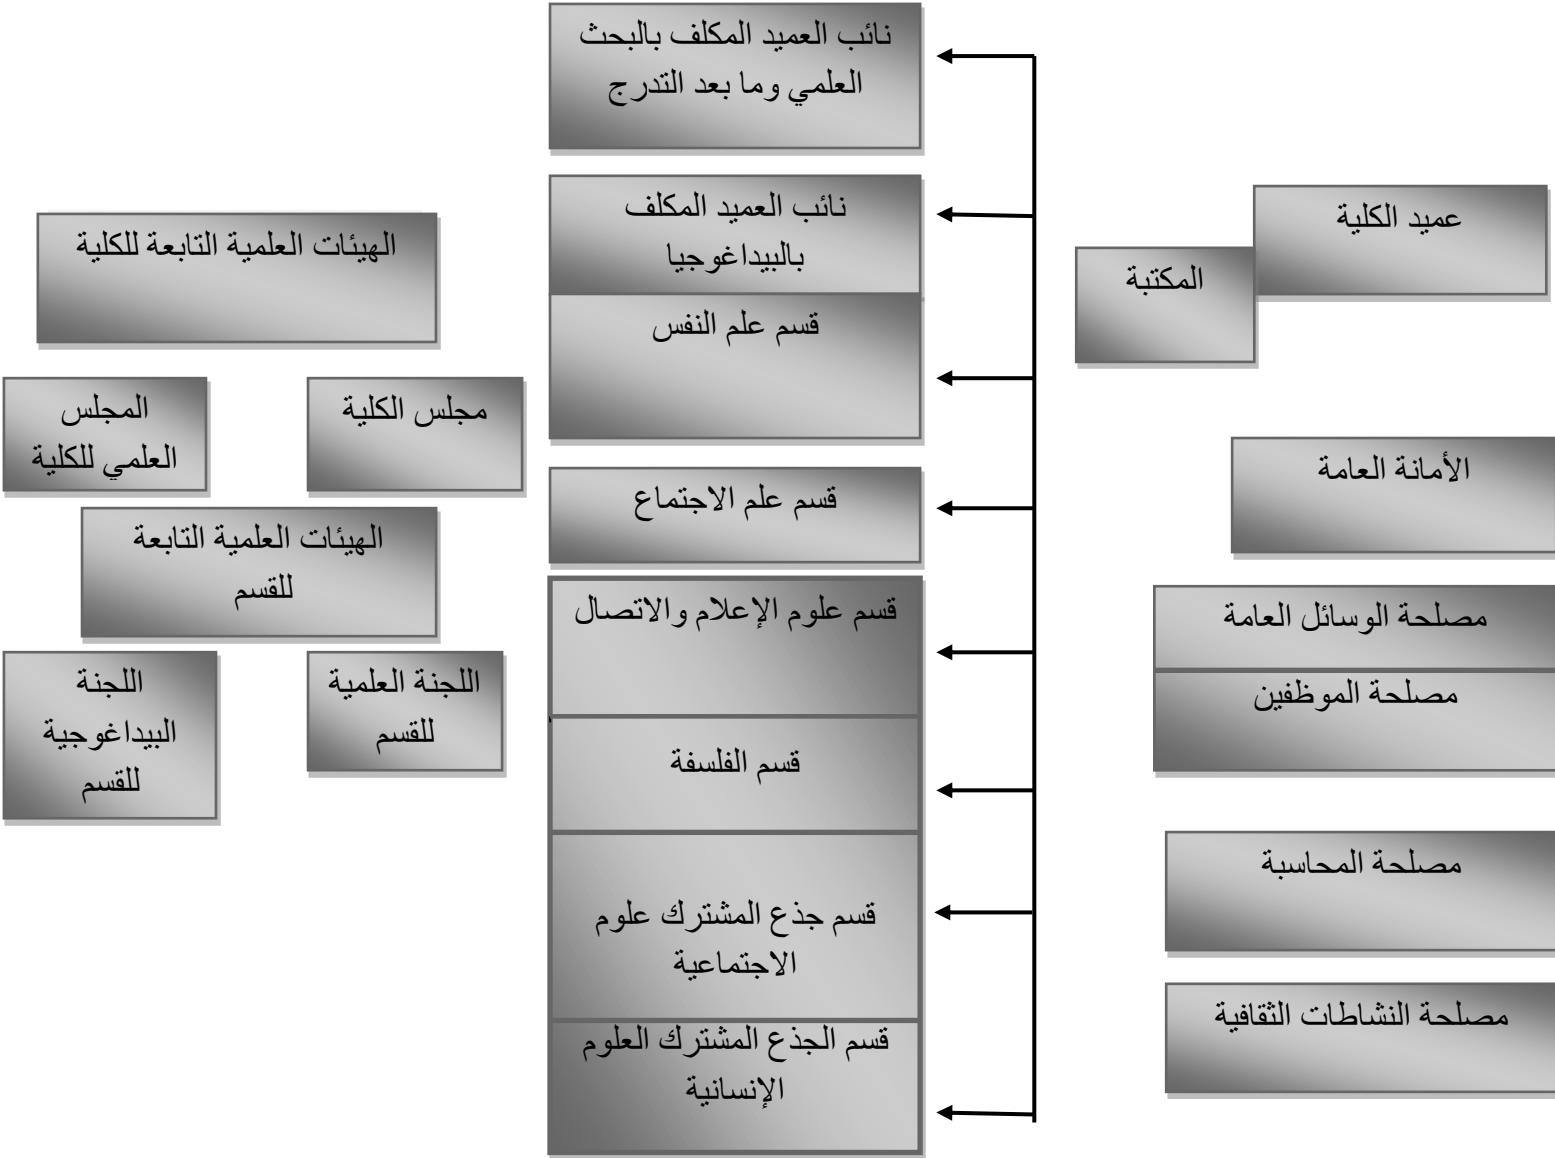 عميد الكلية
المكتبة
الأمانة العامة
مصلحة الوسائل العامة
مصلحة الموظفين
مصلحة المحاسبة
مصلحة النشاطات الثقافية
نائب العميد المكلف بالبحث
العلمي وما بعد التدرج
نائب العميد المكلف
بالبيداغوجيا
قسم علم النفس
قسم علم الاجتماع
قسم علوم الإعلام والاتصال
قسم الفلسفة
قسم جذع المشترك علوم
الاجتماعية
قسم الجذع المشترك العلوم
الإنسانية
الهيئات العلمية التابعة للكلية
مجلس الكلية
المجلس
العلمي للكلية
الهيئات العلمية التابعة
للقسم
اللجنة العلمية
للقسم
اللجنة
البيداغوجية
للقسم